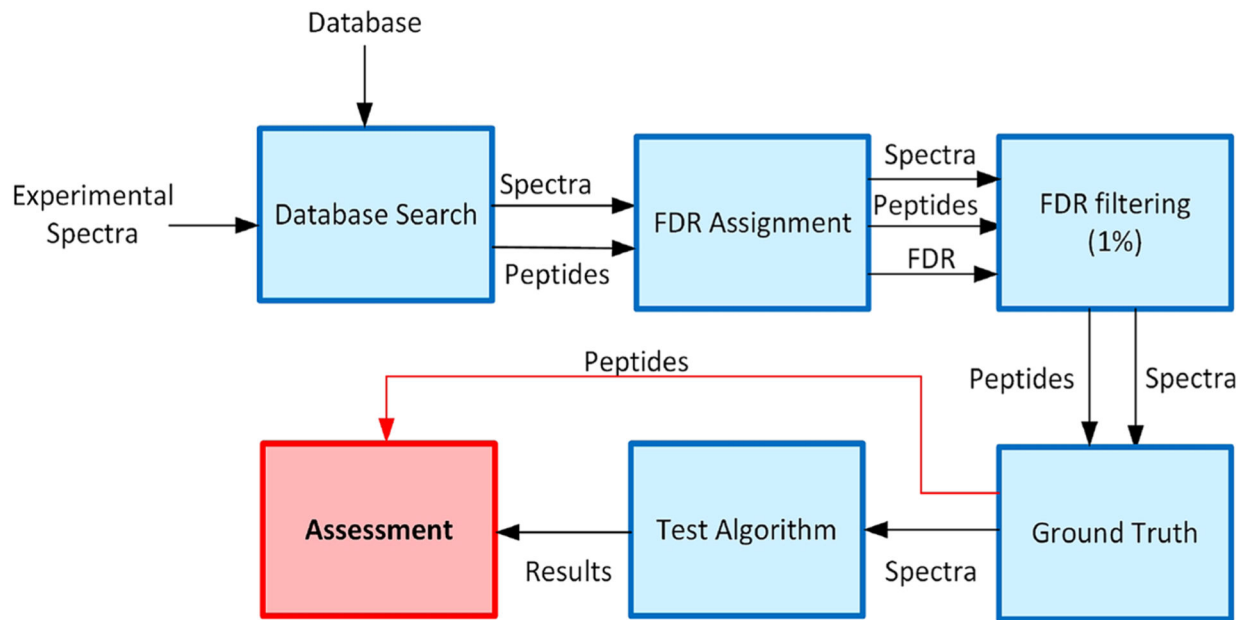 Database
Experimental
Spectra
Database Search
Spectra
Peptides
FDR Assignment
Spectra
Peptides
FDR
FDR filtering
(1%)
Peptides
Spectra
Peptides
Assessment
Results
Test Algorithm
Spectra
Ground Truth